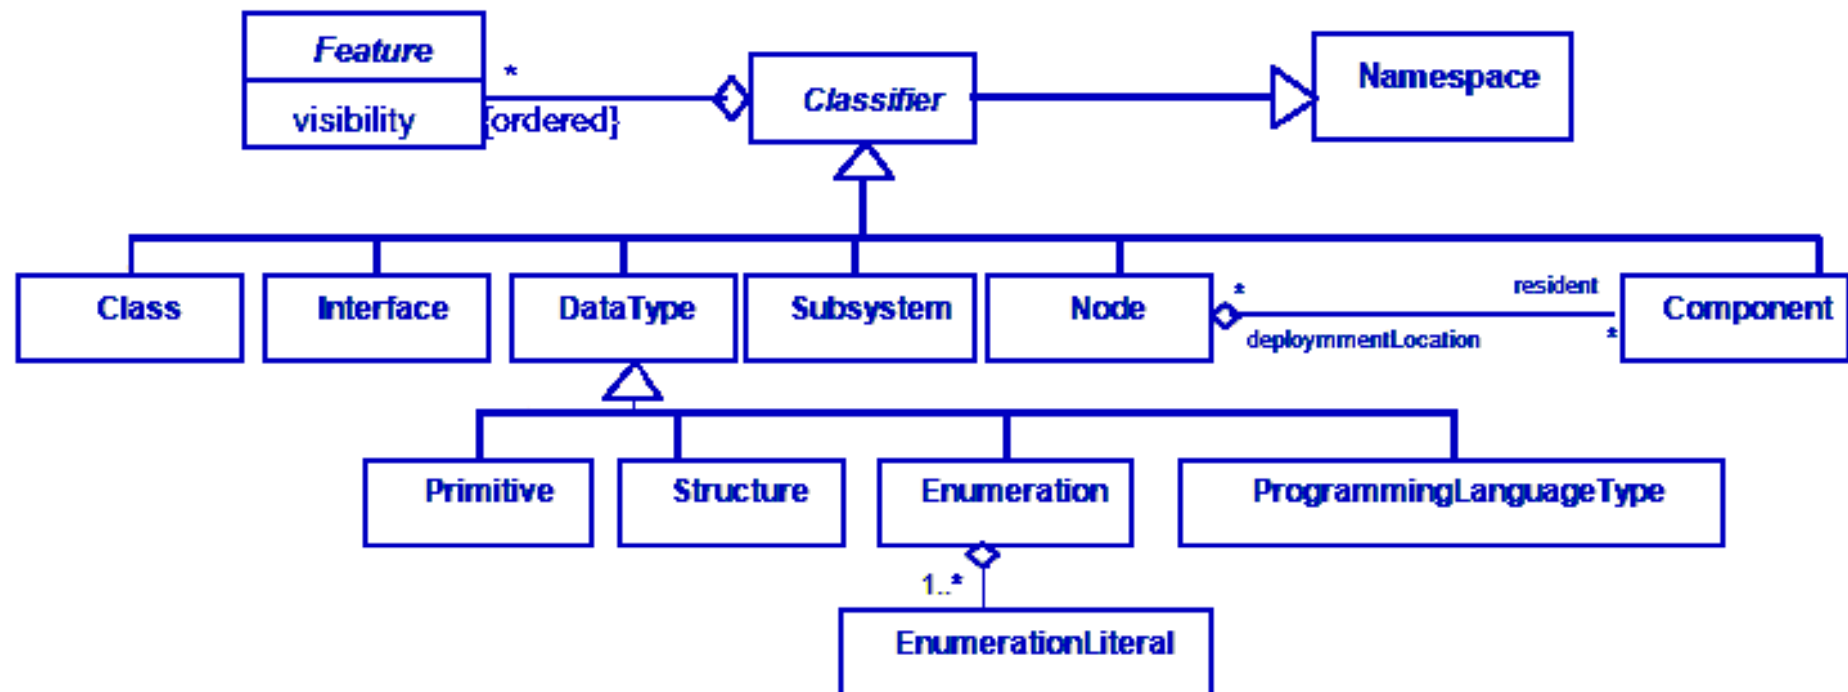 Feature
visibility
*
{ordered}
Classifier
Namespace
Class
Interface
DataType
Subsystem
Node
*
deploymmentLocation
resident
*
Component
Primitive
Structure
Enumeration
ProgrammingLanguageType
1..*
EnumerationLiteral